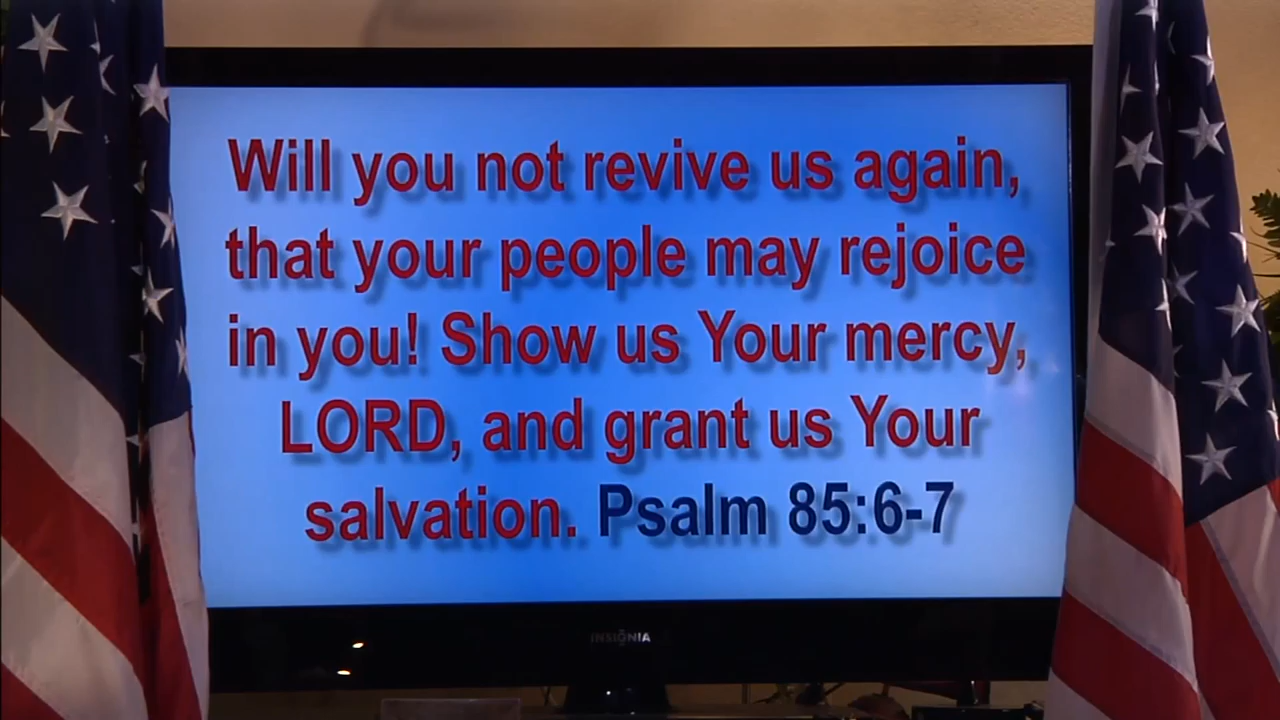 Will you not revive us again,
that your people may rejoice
in you! Show us Your mercy,
LORD, and grant us Your
salvation. Psalm 85:6-7
INSIGNIA